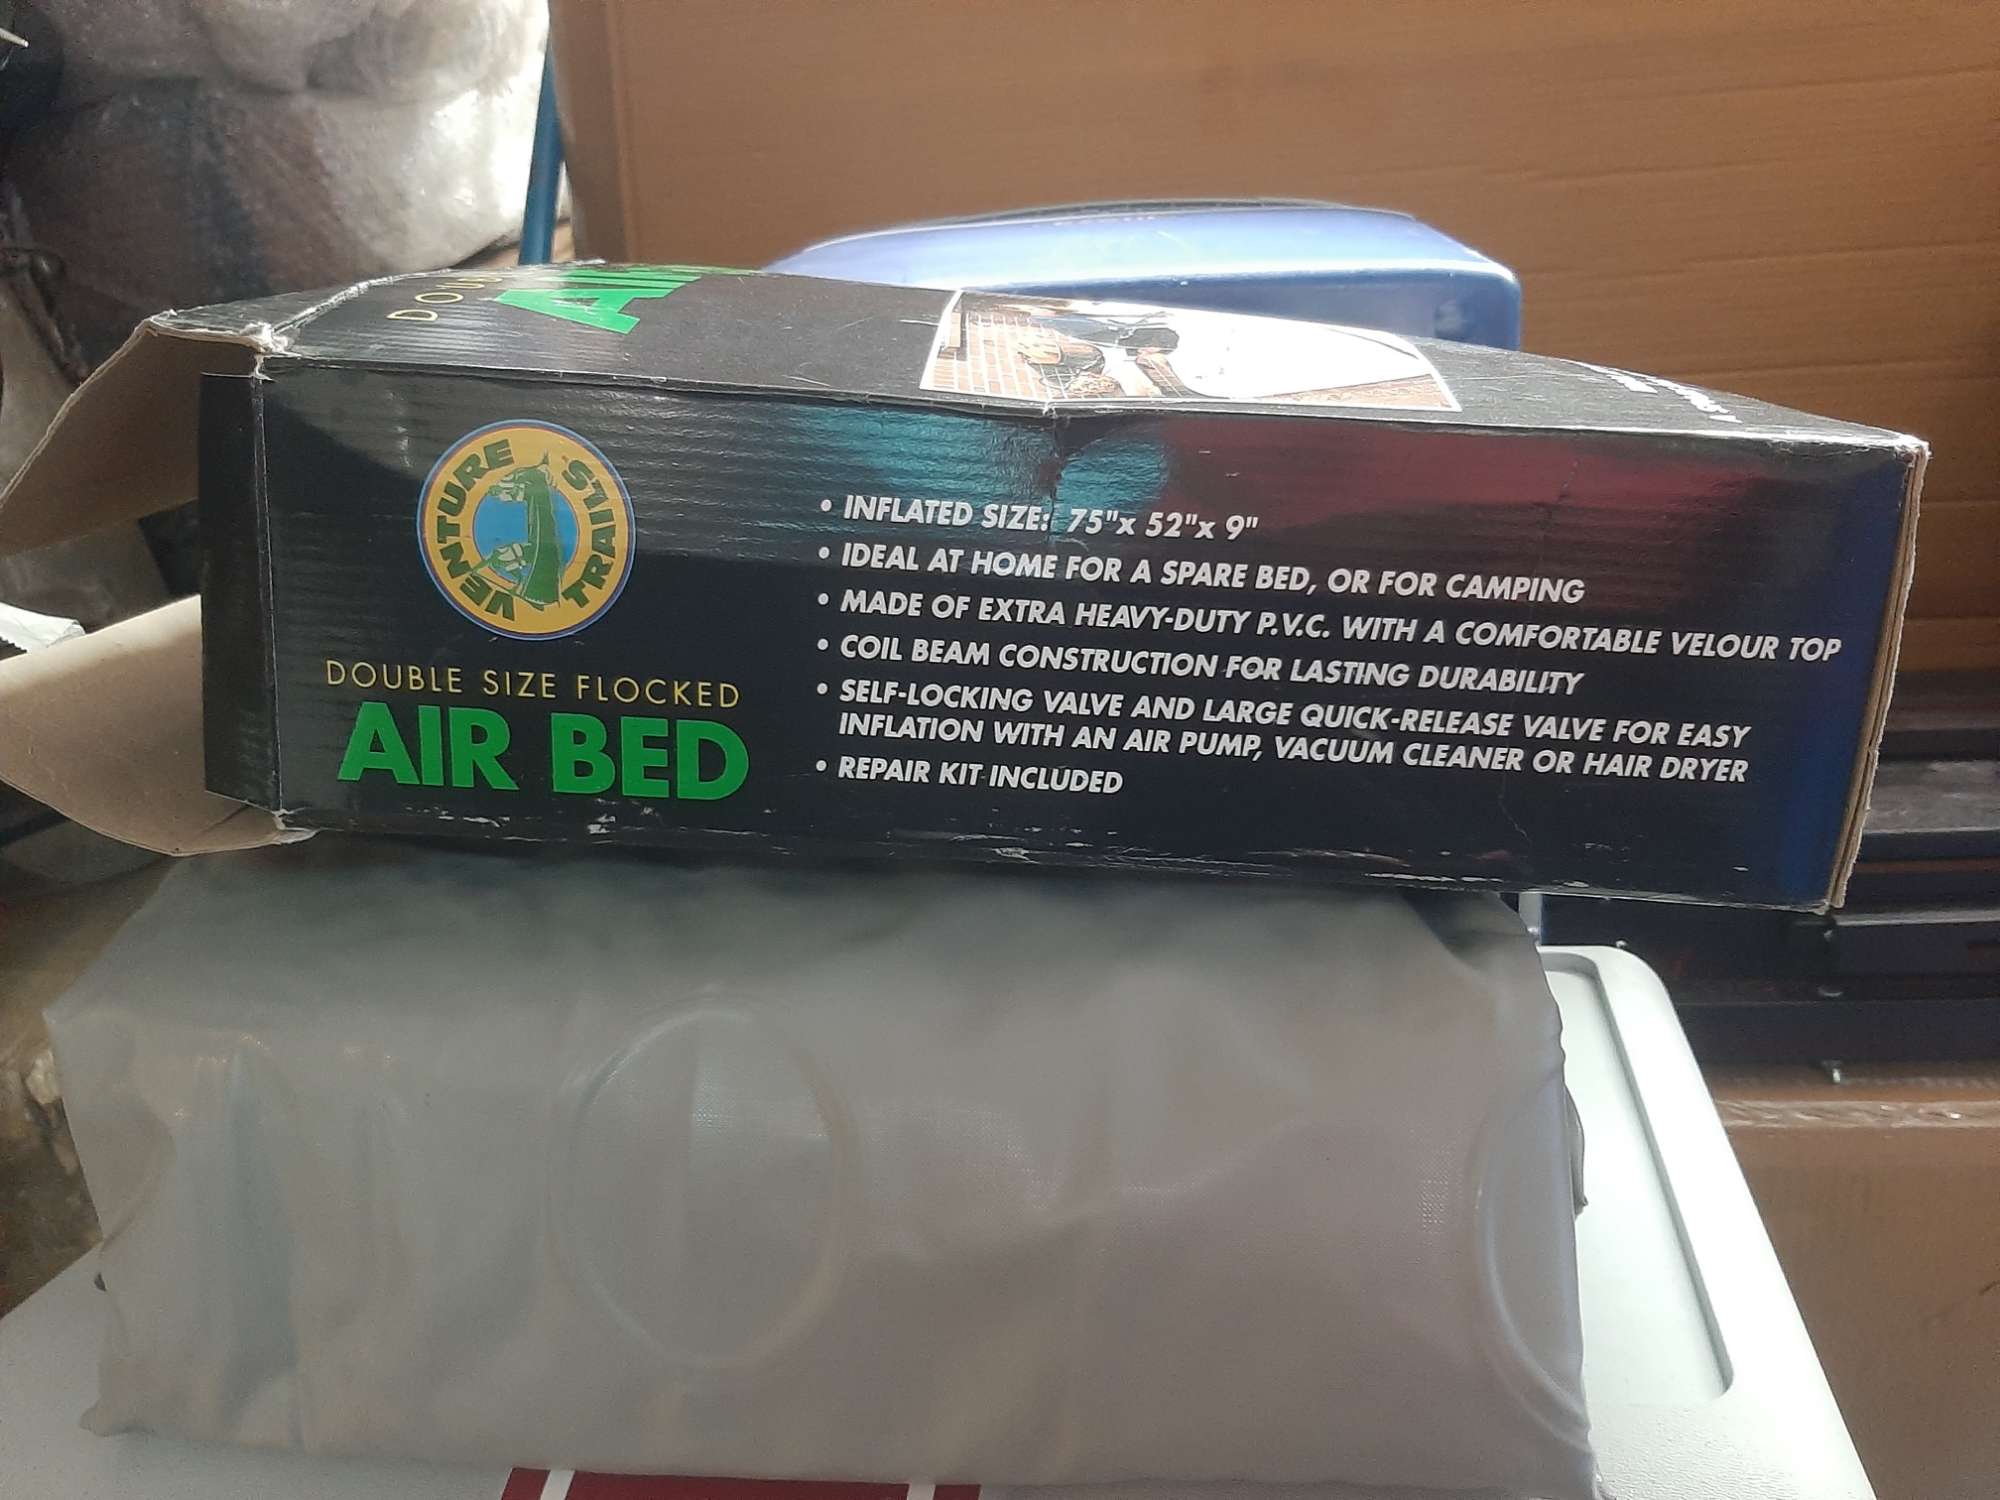 DOU
AIR
VENTURE
TRAILS
DOUBLE SIZE FLOCKED
AIR BED
• INFLATED SIZE: 75"x 52"x 9"
• IDEAL AT HOME FOR A SPARE BED, OR FOR CAMPING
• MADE OF EXTRA HEAVY-DUTY P.V.C. WITH A COMFORTABLE VELOUR TOP
• COIL BEAM CONSTRUCTION FOR LASTING DURABILITY
• SELF-LOCKING VALVE AND LARGE QUICK-RELEASE VALVE FOR EASY
INFLATION WITH AN AIR PUMP, VACUUM CLEANER OR HAIR DRYER
• REPAIR KIT INCLUDED